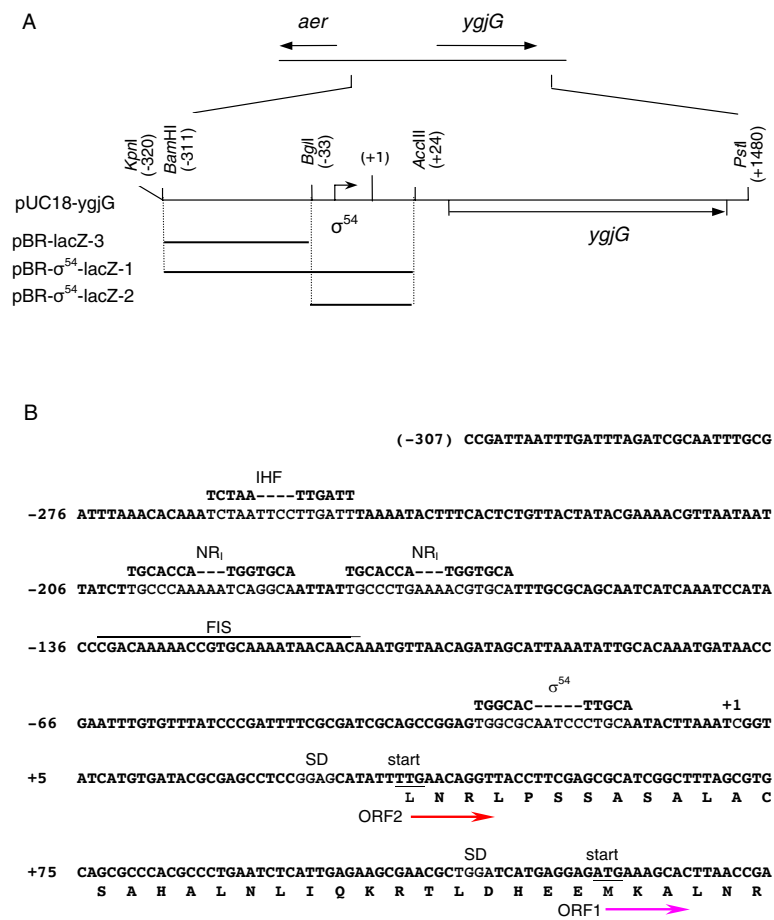 A
aer ygjG
KpnI (-320)
BamHI (-311)
BglI (-33)
(+1)
AccIII (+24)
PstI (+1480)
pUC18-ygjG
σ54
ygjG
pBR-lacZ-3
pBR-σ54-lacZ-1
pBR-σ54-lacZ-2
B
(-307) CCGATTAATTTGATTTAGATCGCAATTTGCG
IHF
TCTAA----TTGATT
-276 ATTTAAACACAAATCTAATTCCTTGATTTAAAATACTTTCACTCTGTTACTATACGAAAACGTTAATAAT
NRI NRI
TGCACCA---TGGTGCA TGCACCA---TGGTGCA
-206 TATCTTGCCCAAAAATCAGGCAATTATTGCCCTGAAAACGTGCATTTGCGCAGCAATCATCAAATCCATA
FIS
-136 CCCGACAAAAACCGTGCAAAATAACAACAAATGTTAACAGATAGCATTAAATATTGCACAAATGATAACC
σ54
TGGCAC-----TTGCA +1
-66 GAATTTGTGTTTATCCCGATTTTCGCGATCGCAGCCGGAGTGGCGCAATCCCTGCAATACTTAAATCGGT
SD start
+5 ATCATGTGATACGCGAGCCTCCGGAGCATATTTTGAACAGGTTACCTTCGAGCGCATCGGCTTTAGCGTG
L N R L P S S A S A L A C
ORF2
SD start
+75 CAGCGCCCACGCCCTGAATCTCATTGAGAAGCGAACGCTGGATCATGAGGAGATGAAAGCACTTAACCGA
S A H A L N L I Q K R T L D H E E M K A L N R
ORF1